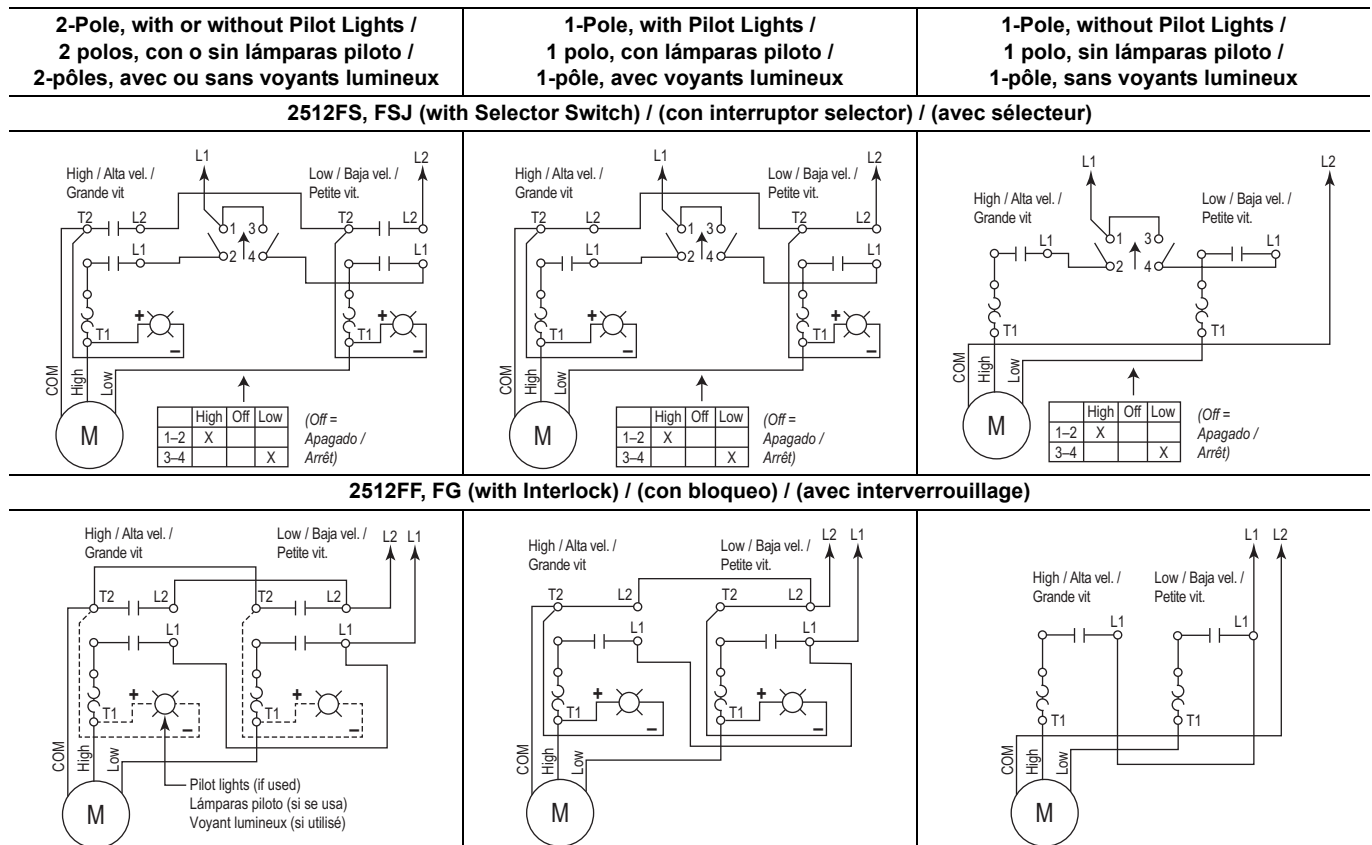 2-Pole, with or without Pilot Lights /
2 polos, con o sin lámparas piloto /
2-pôles, avec ou sans voyants lumineux
1-Pole, with Pilot Lights /
1 polo, con lámparas piloto /
1-pôle, avec voyants lumineux
1-Pole, without Pilot Lights /
1 polo, sin lámparas piloto /
1-pôle, sans voyants lumineux
2512FS, FSJ (with Selector Switch) / (con interruptor selector) / (avec sélecteur)
L1
L2
High / Alta vel. /
Grande vit
Low / Baja vel. /
Petite vit.
T2
L2
1
3
T2
L2
L1
2
4
L1
+
T1
–
+
T1
–
COM
High
Low
M
High Off Low
1–2 X
3–4 X
(Off =
Apagado /
Arrêt)
L1
L2
High / Alta vel. /
Grande vit
Low / Baja vel. /
Petite vit.
T2
L2
1
3
T2
L2
L1
2
4
L1
+
T1
–
+
T1
–
COM
High
Low
M
High Off Low
1–2 X
3–4 X
(Off =
Apagado /
Arrêt)
L1
L2
High / Alta vel. /
Grande vit
Low / Baja vel. /
Petite vit.
L1
1
3
L1
2
4
T1
T1
COM
High
Low
M
High Off Low
1–2 X
3–4 X
(Off =
Apagado /
Arrêt)
2512FF, FG (with Interlock) / (con bloqueo) / (avec interverrouillage)
High / Alta vel. /
Grande vit
Low / Baja vel. /
Petite vit.
L2 L1
T2
L2
T2
L2
L1
L1
+
T1
–
+
T1
–
COM
High
Low
M
Pilot lights (if used)
Lámparas piloto (si se usa)
Voyant lumineux (si utilisé)
High / Alta vel. /
Grande vit
Low / Baja vel. /
Petite vit.
L2 L1
T2
L2
T2
L2
L1
L1
+
T1
–
+
T1
–
COM
High
Low
M
L1 L2
High / Alta vel. /
Grande vit
Low / Baja vel. /
Petite vit.
L1
L1
T1
T1
COM
High
Low
M